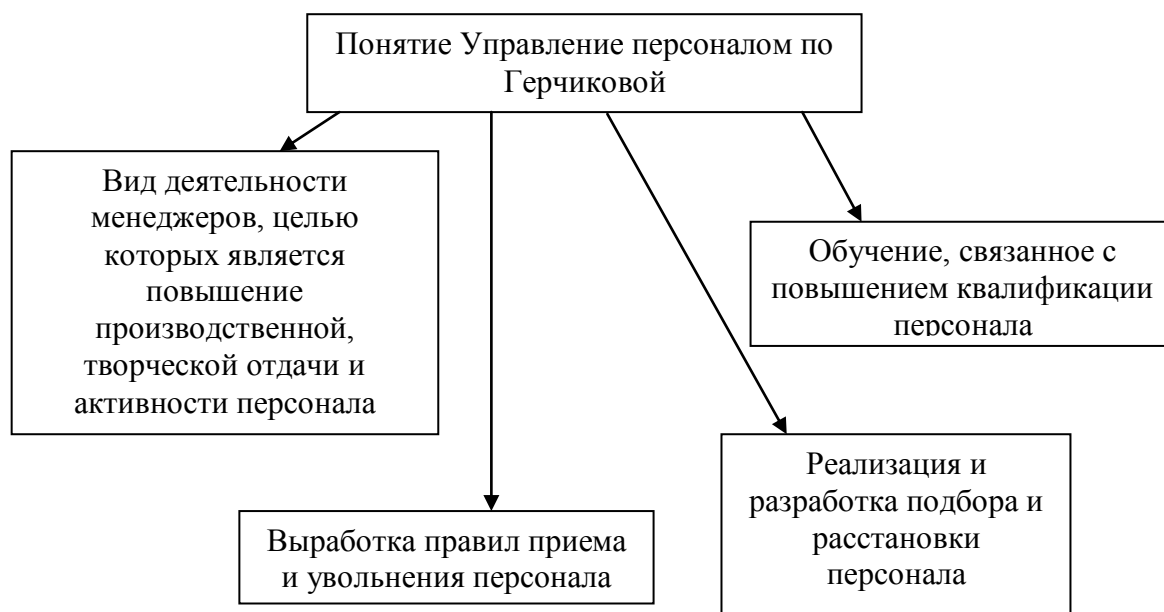 Понятие Управление персоналом по
Герчиковой
Вид деятельности
менеджеров, целью
которых является
повышение
производственной,
творческой отдачи и
активности персонала
Обучение, связанное с
повышением квалификации
персонала
Реализация и
разработка подбора и
расстановки
персонала
Выработка правил приема
и увольнения персонала